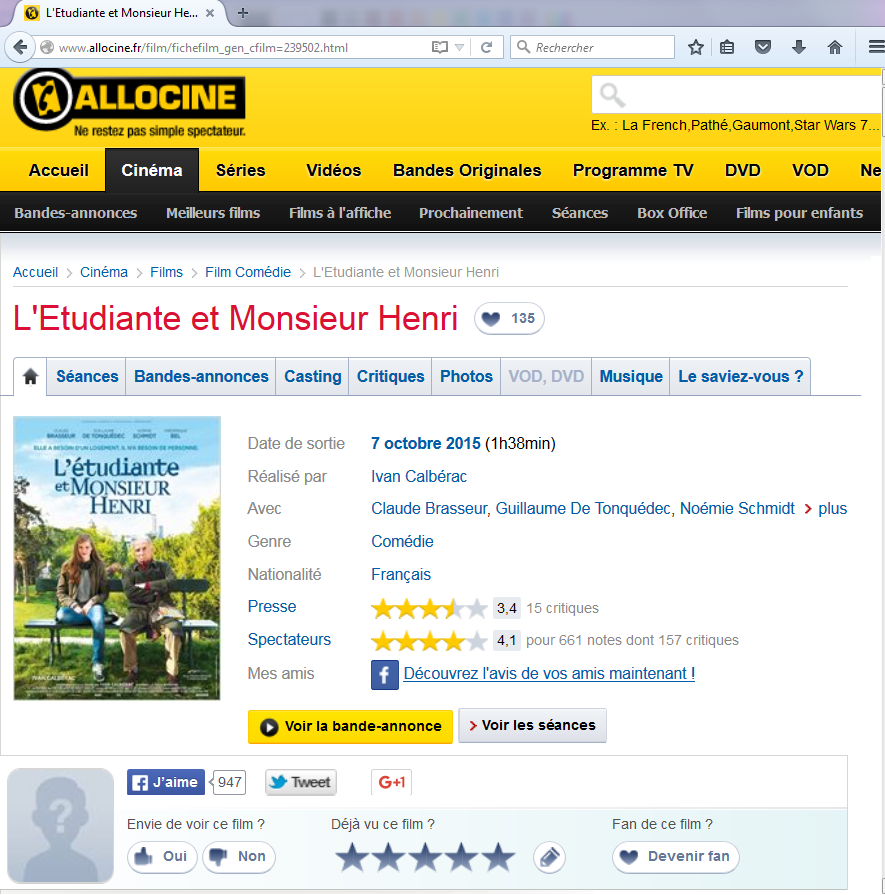 L'Etudiante et Monsieur He...
www.allocine.fr/film/fichefilm_gen_cfilm=239502.html
Rechercher
ALLOCINE
Ne restez pas simple spectateur.
Ex. : La French,Pathé,Gaumont,Star Wars 7...
Accueil Cinéma Séries Vidéos Bandes Originales Programme TV DVD VOD Ne
Bandes-annonces Meilleurs films Films à l'affiche Prochainement Séances Box Office Films pour enfants
Accueil > Cinéma > Films > Film Comédie > L'Etudiante et Monsieur Henri
L'Etudiante et Monsieur Henri 135
Séances Bandes-annonces Casting Critiques Photos VOD, DVD Musique Le saviez-vous ?
CLAUDE BRASSEUR GUILLAUME DE TONQUÉDEC NOÉMIE SCHMIDT FRÉDÉRIQUE BEL
ELLE A BESOIN D'UN LOGEMENT. IL N'A BESOIN DE PERSONNE.
L'étudiante
et MONSIEUR
HENRI
IVAN CALBÉRAC
Date de sortie 7 octobre 2015 (1h38min)
Réalisé par Ivan Calbérac
Avec Claude Brasseur, Guillaume De Tonquédec, Noémie Schmidt > plus
Genre Comédie
Nationalité Français
Presse 3,4 15 critiques
Spectateurs 4,1 pour 661 notes dont 157 critiques
Mes amis f Découvrez l'avis de vos amis maintenant !
Voir la bande-annonce > Voir les séances
J'aime 947 Tweet G+1
Envie de voir ce film ? Déjà vu ce film ? Fan de ce film ?
Oui Non Devenir fan